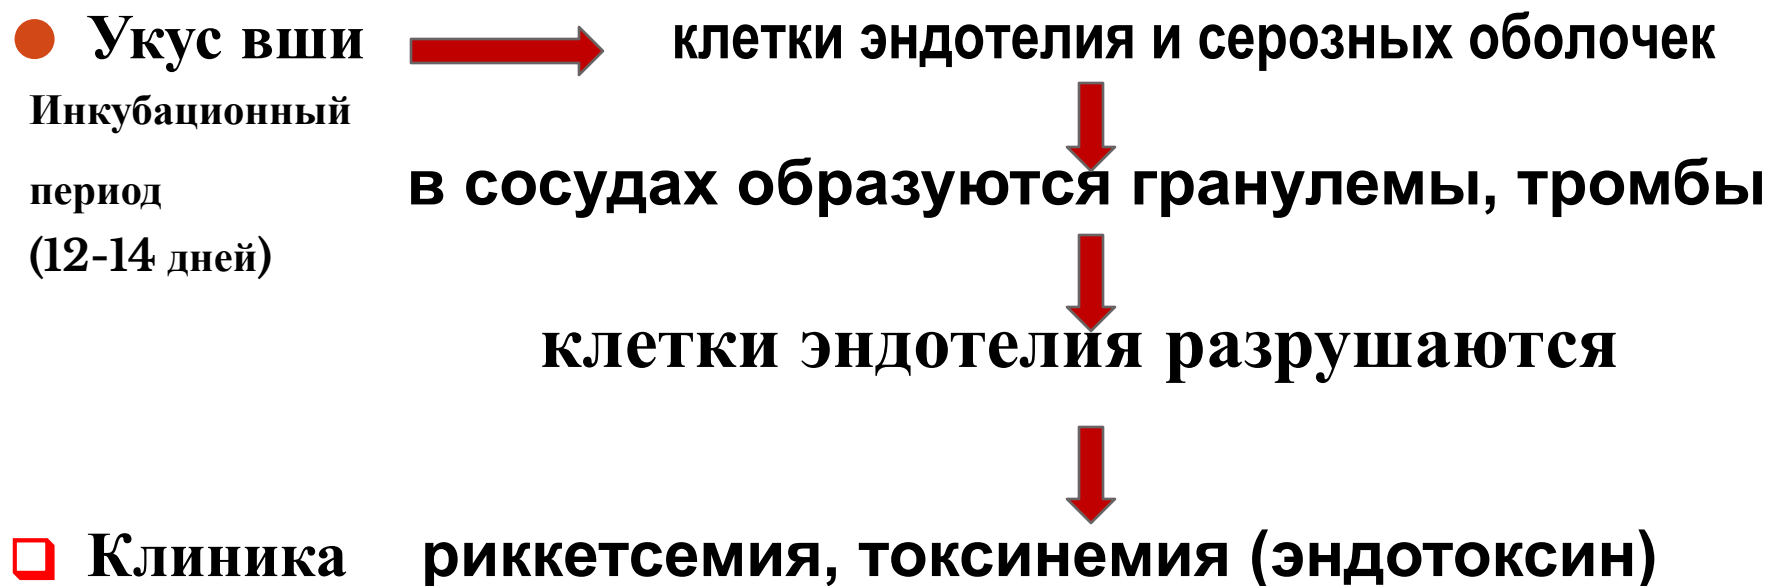 Укус вши клетки эндотелия и серозных оболочек
Инкубационный
период в сосудах образуются гранулемы, тромбы
(12-14 дней)
клетки эндотелия разрушаются
Клиника риккетсемия, токсинемия (эндотоксин)